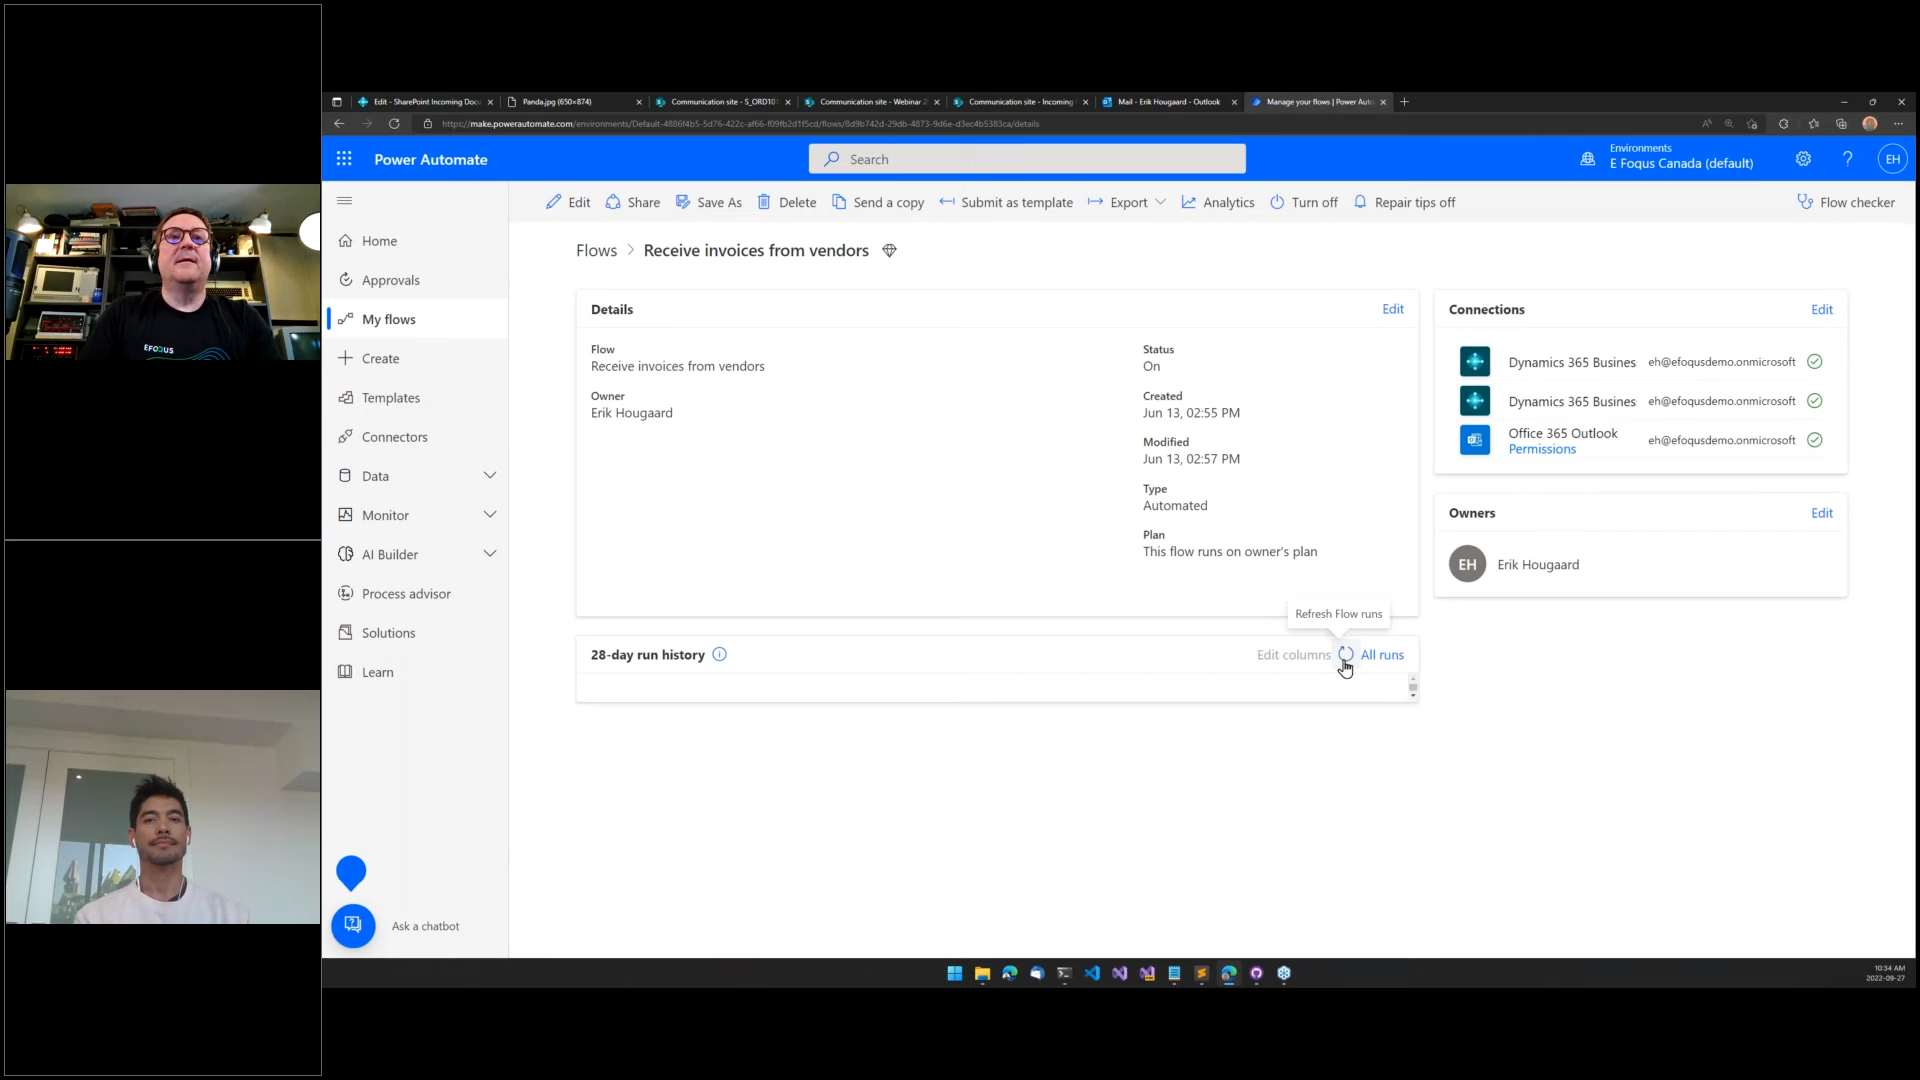 Edit - SharePoint Incoming Docu
Panda.jpg (650×874)
Communication site - S_ORD101
Communication site - Webinar 2
Communication site - Incoming
Mail - Erik Hougaard - Outlook
Manage your flows | Power Auto
https://make.powerautomate.com/environments/Default-4886f4b5-5d76-422c-af66-f09fb2d1f5cd/flows/8d9b742d-29db-4873-9d6e-d3ec4b5383ca/details
Power Automate
Search
Environments
E Foqus Canada (default)
?
EH
Edit
Share
Save As
Delete
Send a copy
Submit as template
Export
Analytics
Turn off
Repair tips off
Flow checker
Home
Approvals
My flows
Create
Templates
Connectors
Data
Monitor
AI Builder
Process advisor
Solutions
Learn
Ask a chatbot
Flows > Receive invoices from vendors
Details
Edit
Flow
Receive invoices from vendors
Owner
Erik Hougaard
Status
On
Created
Jun 13, 02:55 PM
Modified
Jun 13, 02:57 PM
Type
Automated
Plan
This flow runs on owner's plan
Refresh Flow runs
28-day run history
Edit columns
All runs
Connections
Edit
Dynamics 365 Busines
eh@efoqusdemo.onmicrosoft
Dynamics 365 Busines
eh@efoqusdemo.onmicrosoft
Office 365 Outlook
Permissions
eh@efoqusdemo.onmicrosoft
Owners
Edit
EH
Erik Hougaard
EFOQUS
10:34 AM
2022-09-27